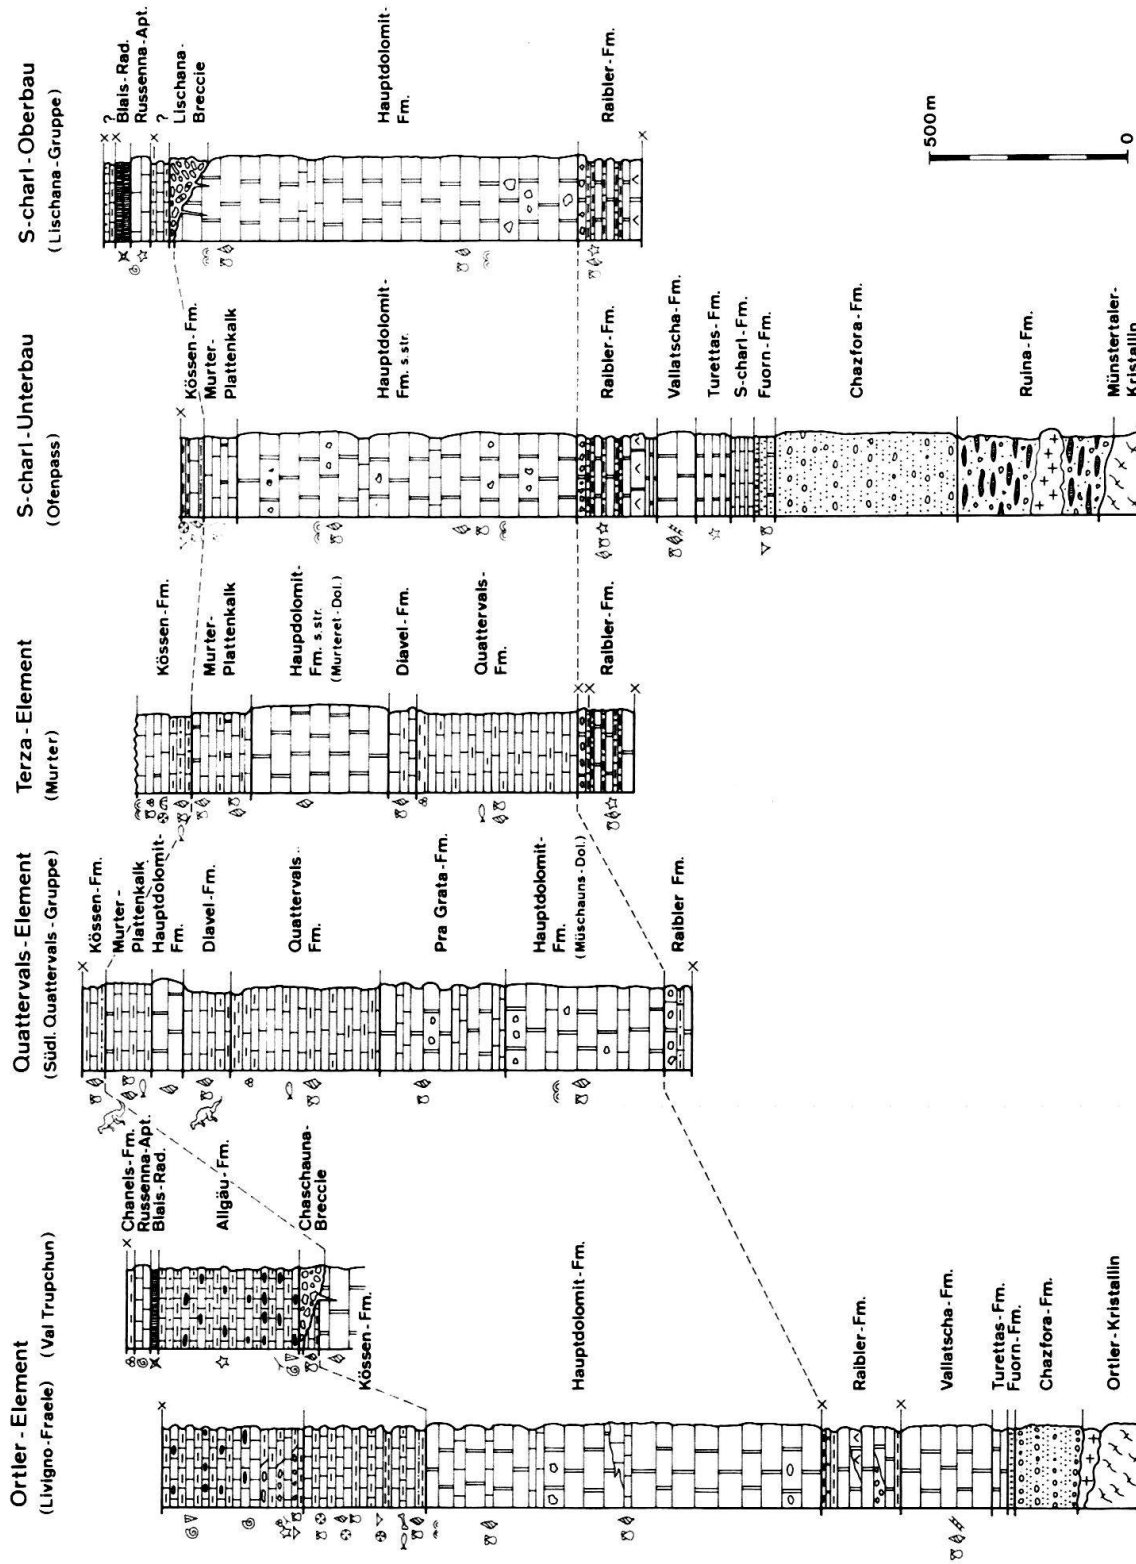 Ortler-Element
(Livigno-Fraele) (Val Trupchun)
Chanels-Fm.
Russenna-Apt.
Blais-Rad.
Allgäu-Fm.
Chaschauna-
Breccie
Kössen-Fm.
Hauptdolomit-Fm.
Raibler-Fm.
Vallatscha-Fm.
Turettas-Fm.
Fuorn-Fm.
Chazfora-Fm.
Ortler-Kristallin
Quattervals-Element
(Südl. Quattervals-Gruppe)
Kössen-Fm.
Murter-
Plattenkalk
Hauptdolomit-
Fm.
Diavel-Fm.
Quattervals-
Fm.
Pra Grata-Fm.
Hauptdolomit-
Fm.
(Müschauns-Dol.)
Raibler Fm.
Terza-Element
(Murter)
Kössen-Fm.
Murter-
Plattenkalk
Haupdolomit-
Fm. s.str.
(Murteret-Dol.)
Diavel-Fm.
Quattervals-
Fm.
Raibler-Fm.
S-charl-Unterbau
(Ofenpass)
Kössen-Fm.
Murter-
Plattenkalk
Hauptdolomit-
Fm. s.str.
Raibler-Fm.
Vallatscha-Fm.
Turettas-Fm.
S-charl-Fm.
Fuorn-Fm.
Chazfora-Fm.
Ruina-Fm.
Münstertaler-
Kristallin
S-charl-Oberbau
(Lischana-Gruppe)
?
Blais-Rad.
Russenna-Apt.
?
Lischana-
Breccie
Hauptdolomit-
Fm.
Raibler-Fm.
500m
0